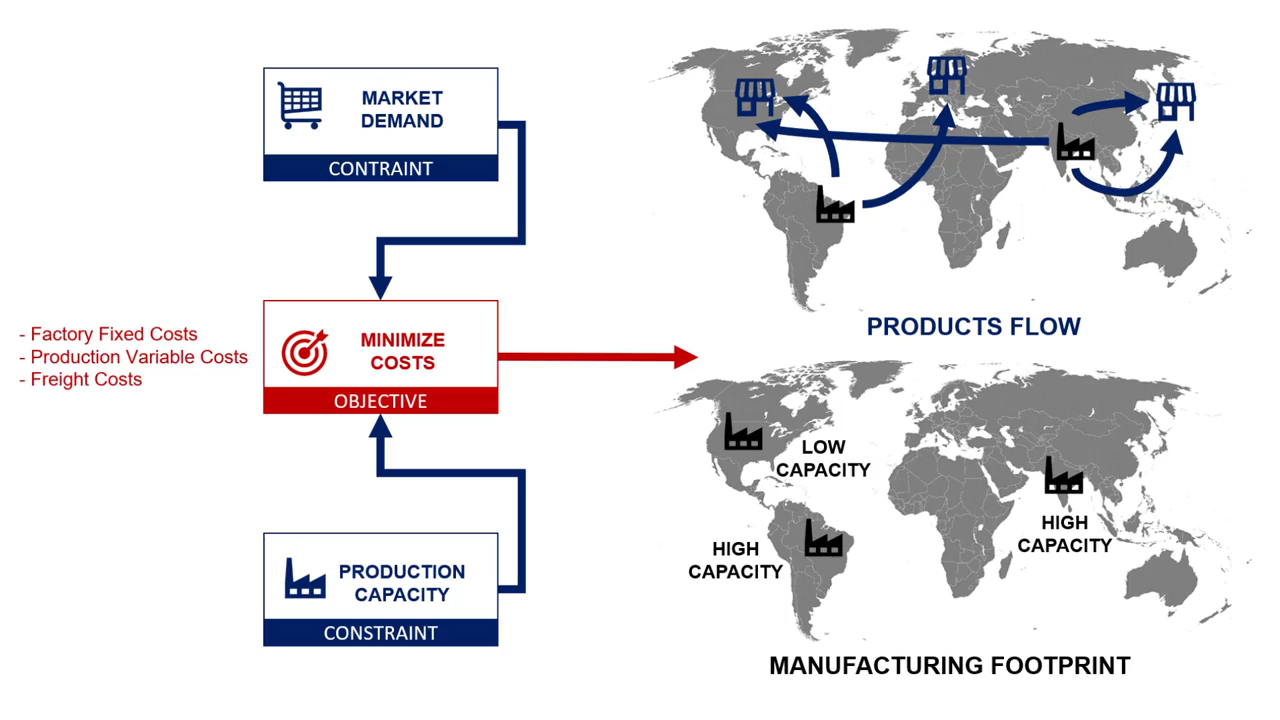 MARKET
DEMAND
CONTRAINT
- Factory Fixed Costs
- Production Variable Costs
- Freight Costs
MINIMIZE
COSTS
OBJECTIVE
PRODUCTION
CAPACITY
CONSTRAINT
PRODUCTS FLOW
LOW
CAPACITY
HIGH
CAPACITY
HIGH
CAPACITY
MANUFACTURING FOOTPRINT